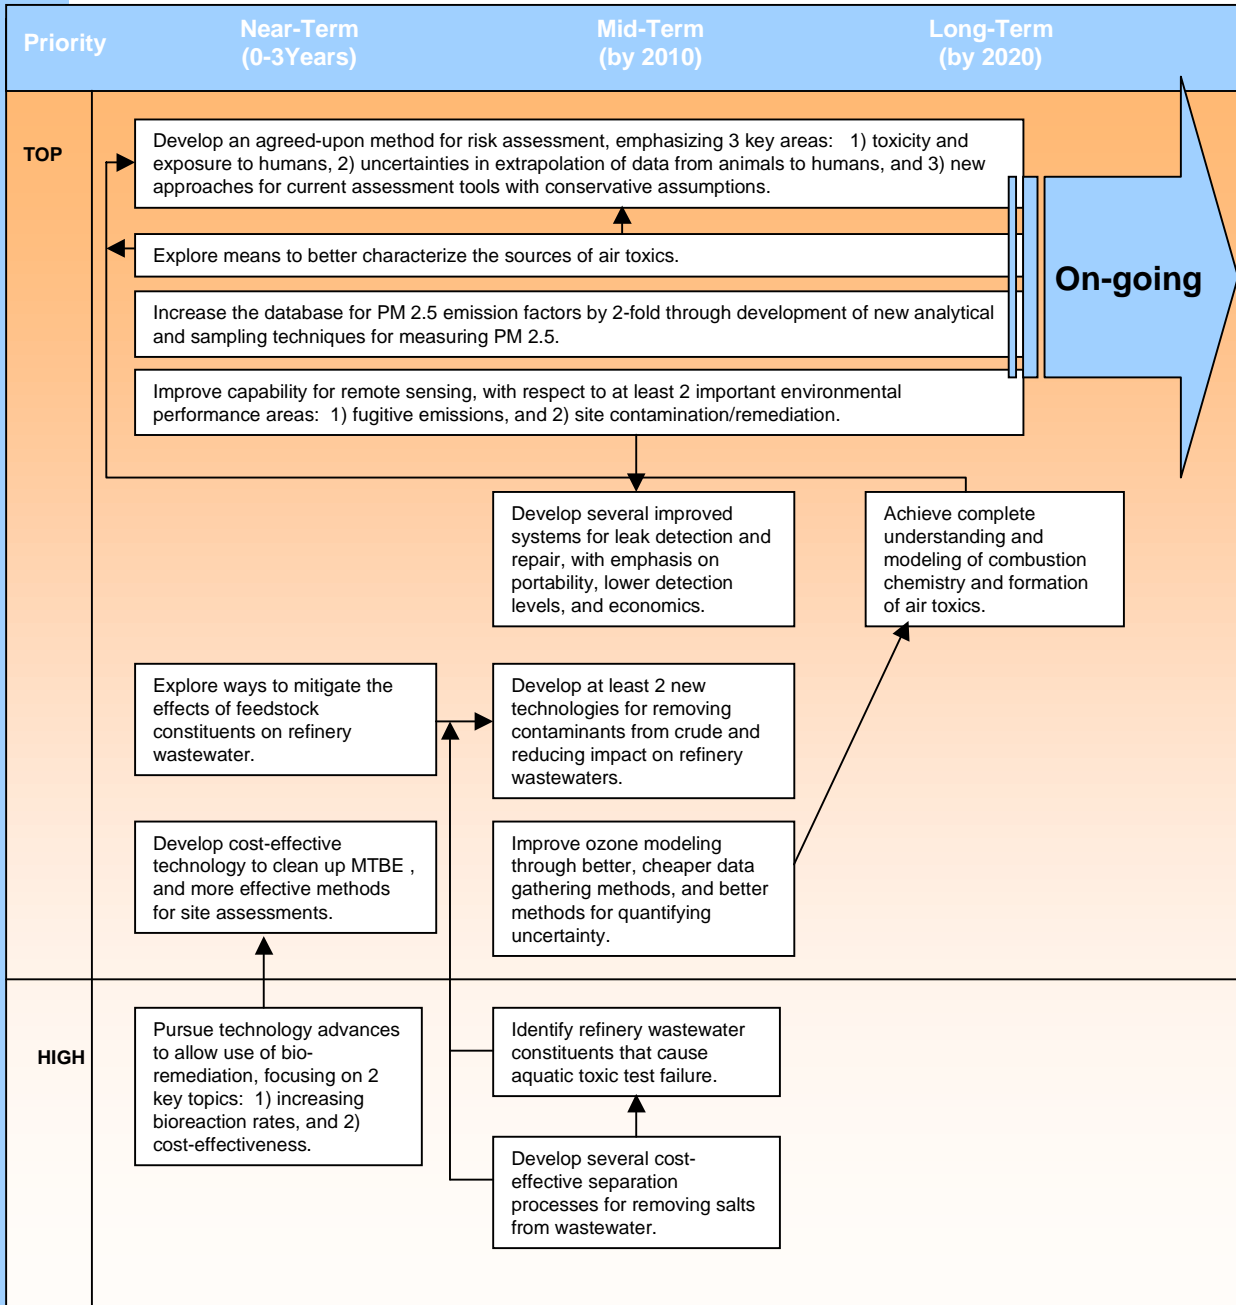 Priority
Near-Term
(0-3Years)
Mid-Term
(by 2010)
Long-Term
(by 2020)
TOP
Develop an agreed-upon method for risk assessment, emphasizing 3 key areas: 1) toxicity and
exposure to humans, 2) uncertainties in extrapolation of data from animals to humans, and 3) new
approaches for current assessment tools with conservative assumptions.
Explore means to better characterize the sources of air toxics.
Increase the database for PM 2.5 emission factors by 2-fold through development of new analytical
and sampling techniques for measuring PM 2.5.
Improve capability for remote sensing, with respect to at least 2 important environmental
performance areas: 1) fugitive emissions, and 2) site contamination/remediation.
On-going
Develop several improved
systems for leak detection and
repair, with emphasis on
portability, lower detection
levels, and economics.
Achieve complete
understanding and
modeling of combustion
chemistry and formation
of air toxics.
Explore ways to mitigate the
effects of feedstock
constituents on refinery
wastewater.
Develop at least 2 new
technologies for removing
contaminants from crude and
reducing impact on refinery
wastewaters.
Develop cost-effective
technology to clean up MTBE ,
and more effective methods
for site assessments.
Improve ozone modeling
through better, cheaper data
gathering methods, and better
methods for quantifying
uncertainty.
HIGH
Pursue technology advances
to allow use of bio-
remediation, focusing on 2
key topics: 1) increasing
bioreaction rates, and 2)
cost-effectiveness.
Identify refinery wastewater
constituents that cause
aquatic toxic test failure.
Develop several cost-
effective separation
processes for removing salts
from wastewater.